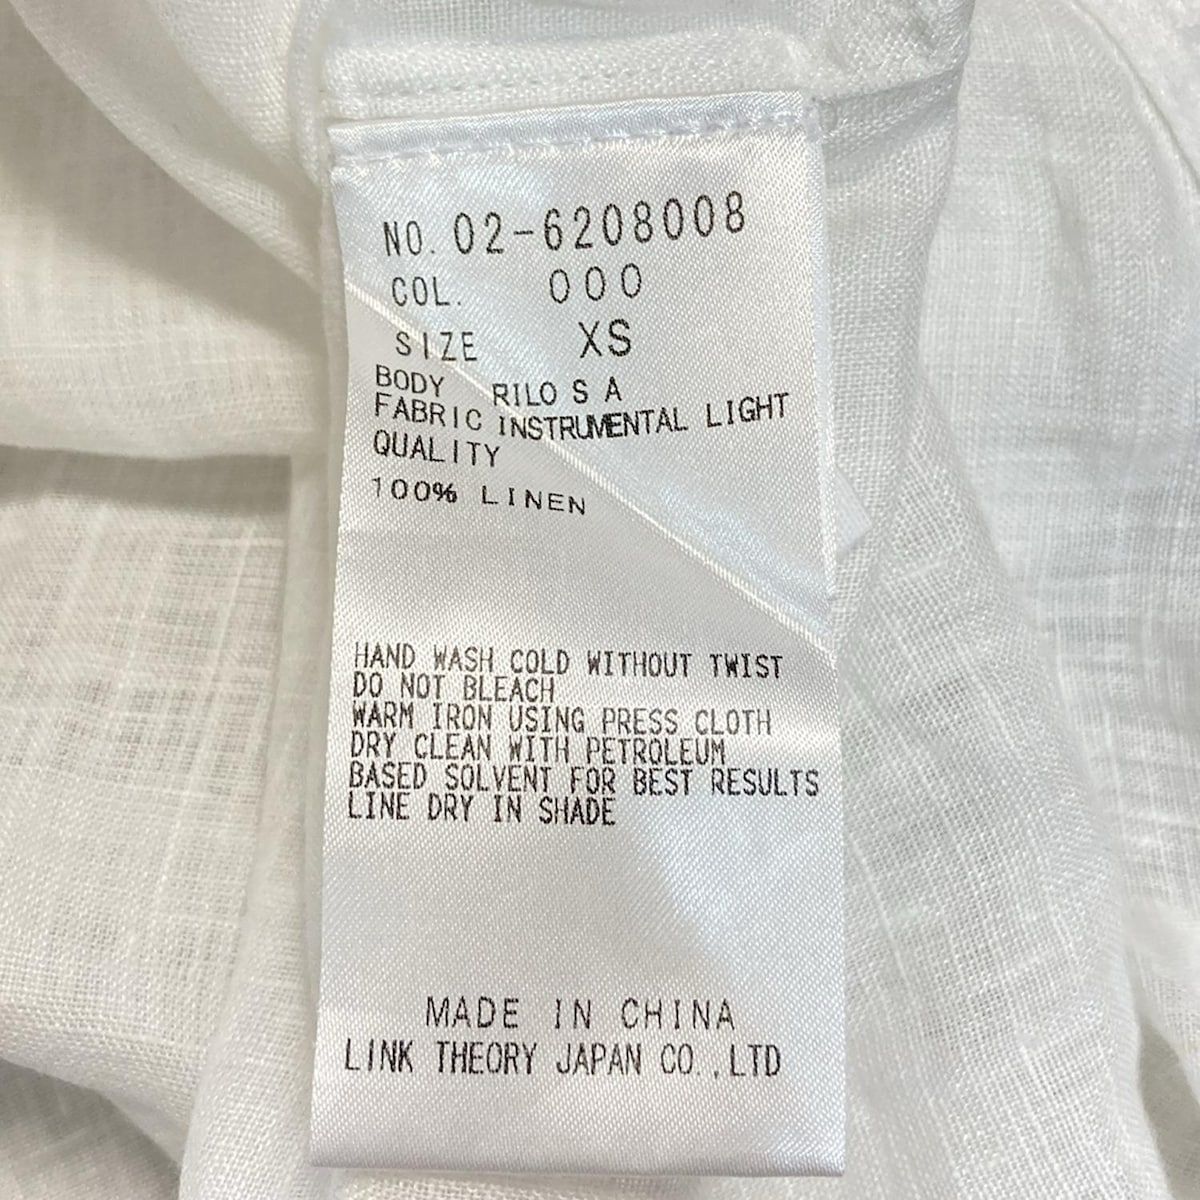 NO. 02-6208008
COL. 000
SIZE XS
BODY RILO S A
FABRIC INSTRUMENTAL LIGHT
QUALITY
100% LINEN
HAND WASH COLD WITHOUT TWIST
DO NOT BLEACH
WARM IRON USING PRESS CLOTH
DRY CLEAN WITH PETROLEUM
BASED SOLVENT FOR BEST RESULTS
LINE DRY IN SHADE
MADE IN CHINA
LINK THEORY JAPAN CO.,LTD